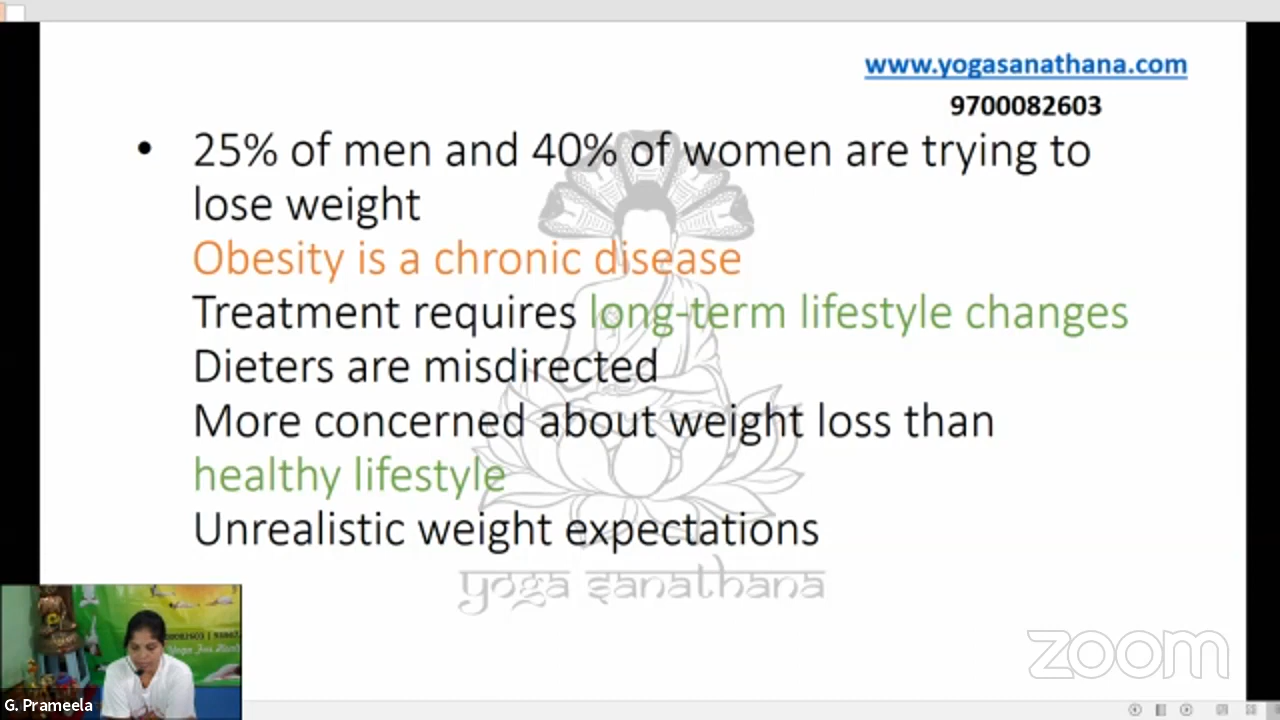 www.yogasanathana.com
9700082603
• 25% of men and 40% of women are trying to
lose weight
Obesity is a chronic disease
Treatment requires long-term lifestyle changes
Dieters are misdirected
More concerned about weight loss than
healthy lifestyle
Unrealistic weight expectations
yoga sanathana
zoom
G. Prameela